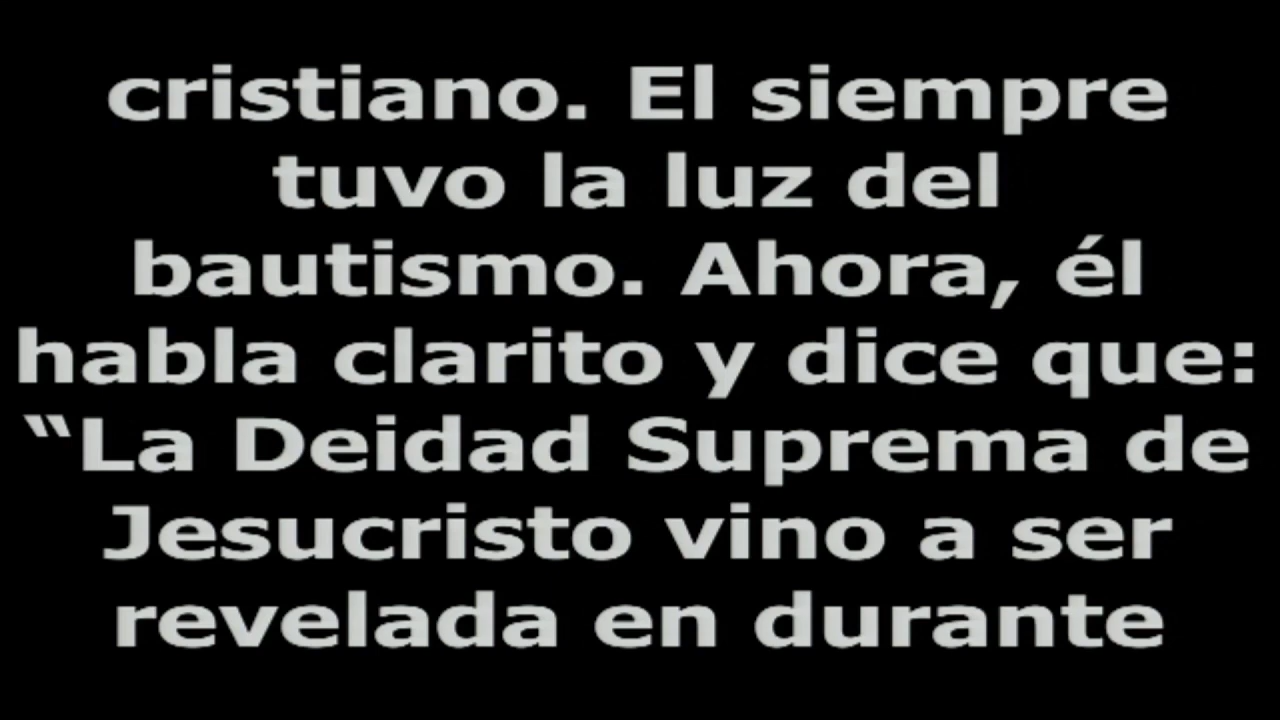 cristiano. El siempre
tuvo la luz del
bautismo. Ahora, él
habla clarito y dice que:
“La Deidad Suprema de
Jesucristo vino a ser
revelada en durante